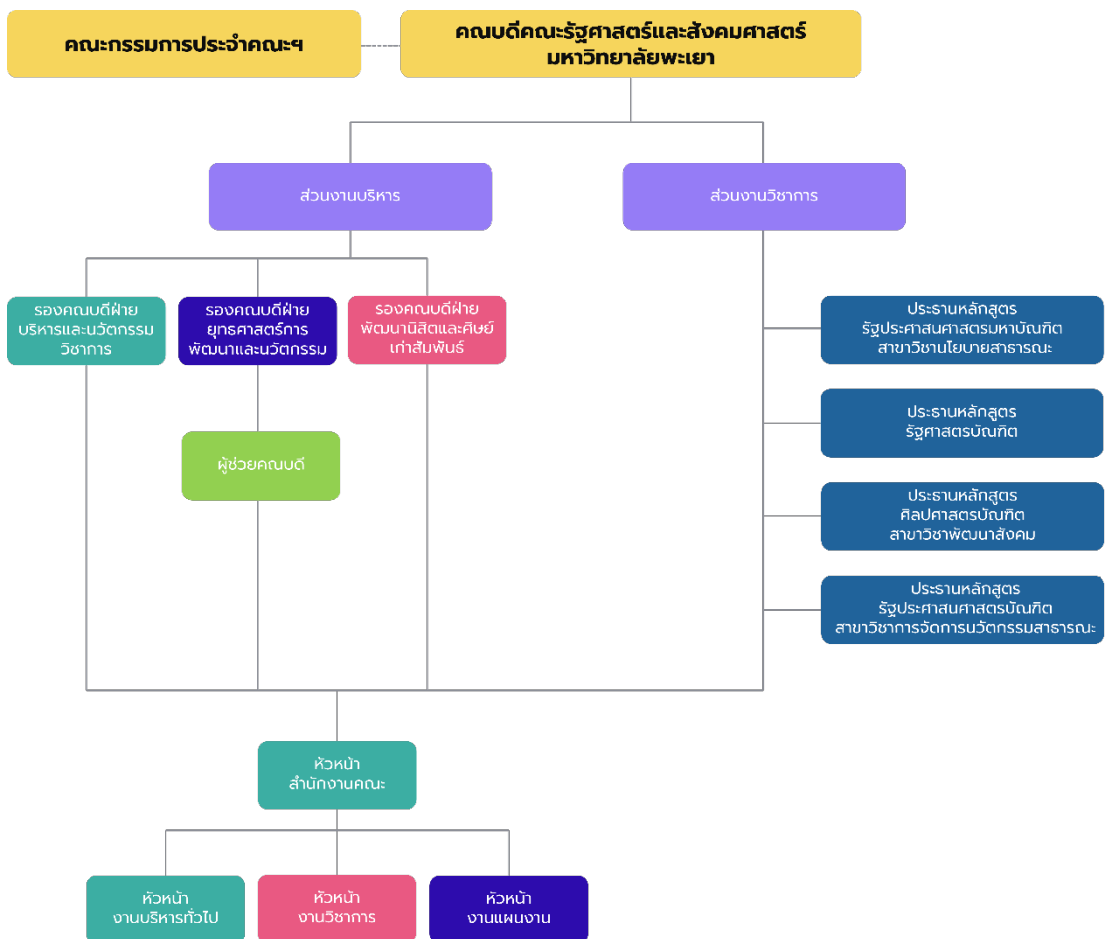 คณะกรรมการประจำคณะฯ
คณบดีคณะรัฐศาสตร์และสังคมศาสตร์
มหาวิทยาลัยพะเยา
ส่วนงานบริหาร
ส่วนงานวิชาการ
รองคณบดีฝ่าย
บริหารและนวัตกรรม
วิชาการ
รองคณบดีฝ่าย
ยุทธศาสตร์การ
พัฒนาและนวัตกรรม
รองคณบดีฝ่าย
พัฒนานิสิตและศิษย์
เก่าสัมพันธ์
ประธานหลักสูตร
รัฐประศาสนศาสตรมหาบัณฑิต
สาขาวิชานโยบายสาธารณะ
ประธานหลักสูตร
รัฐศาสตรบัณฑิต
ผู้ช่วยคณบดี
ประธานหลักสูตร
ศิลปศาสตรบัณฑิต
สาขาวิชาพัฒนาสังคม
ประธานหลักสูตร
รัฐประศาสนศาสตรบัณฑิต
สาขาวิชาการจัดการนวัตกรรมสาธารณะ
หัวหน้า
สำนักงานคณะ
หัวหน้า
งานบริหารทั่วไป
หัวหน้า
งานวิชาการ
หัวหน้า
งานแผนงาน